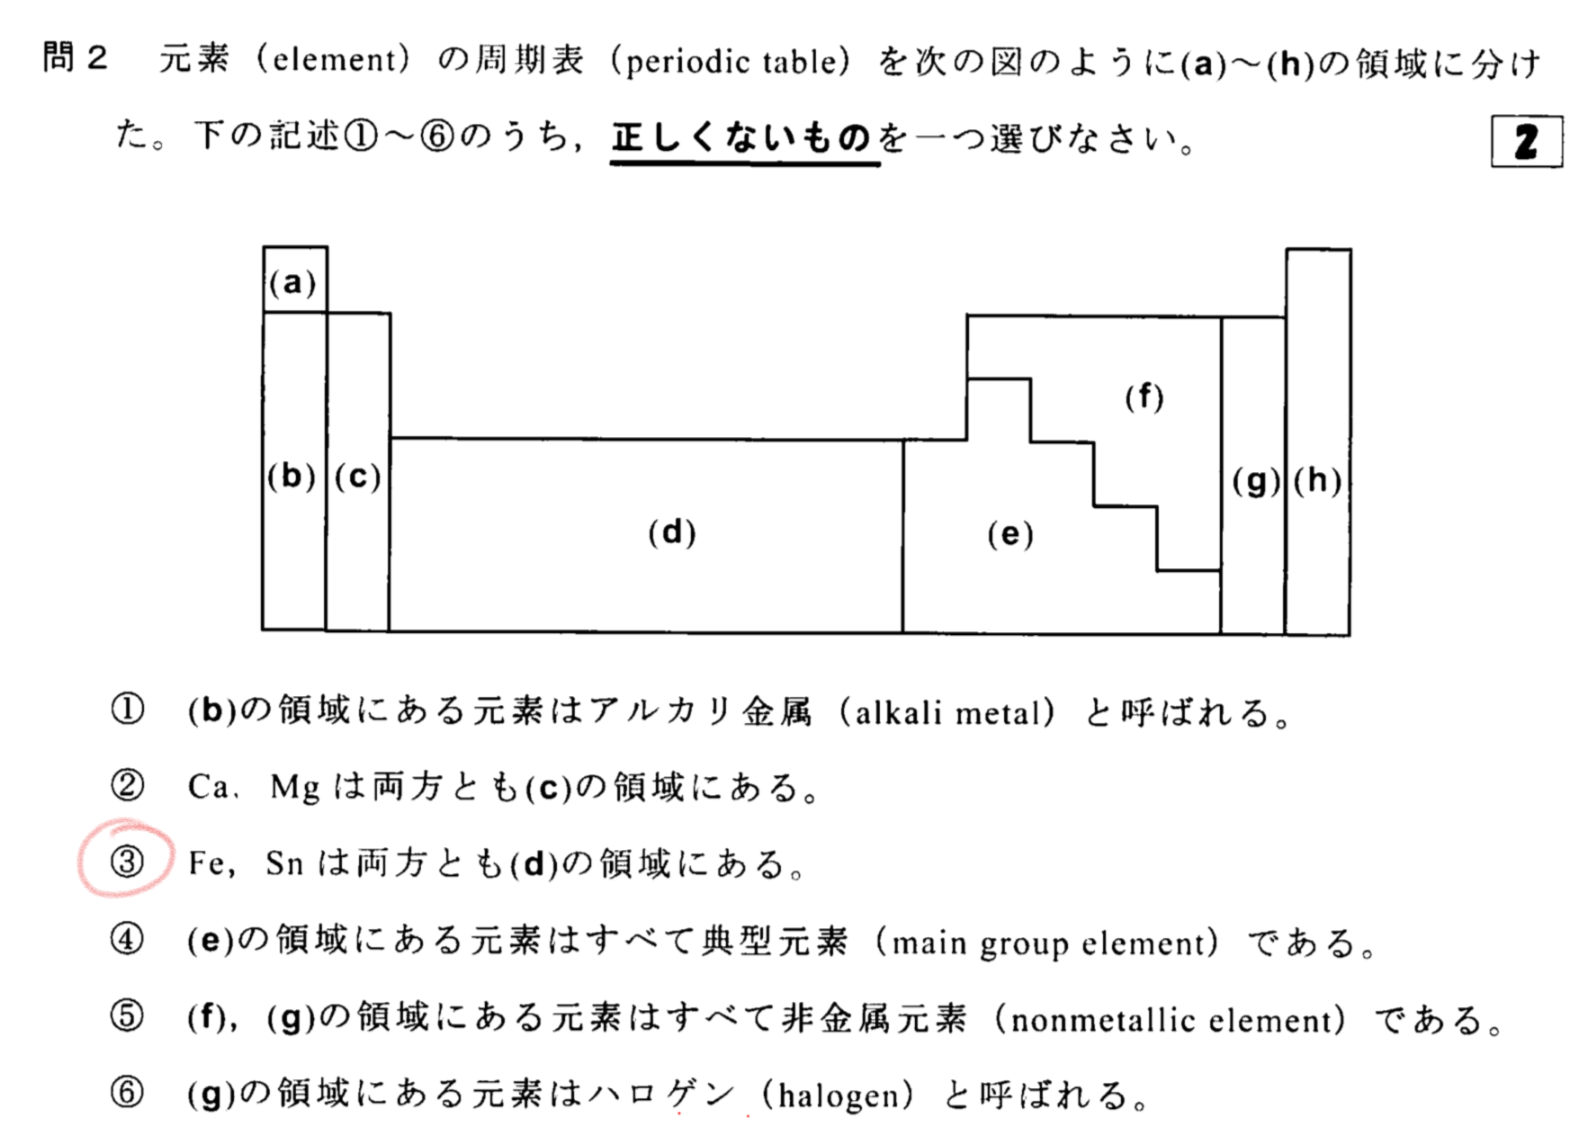 問2 元素（element）の周期表（periodic table）を次の図のように(a)～(h)の領域に分け
た。下の記述①～⑥のうち，正しくないものを一つ選びなさい。
2
(a)
(b)
(c)
(d)
(e)
(f)
(g)
(h)
① (b)の領域にある元素はアルカリ金属（alkali metal）と呼ばれる。
② Ca，Mg は両方とも(c)の領域にある。
③ Fe，Sn は両方とも(d)の領域にある。
④ (e)の領域にある元素はすべて典型元素（main group element）である。
⑤ (f)，(g)の領域にある元素はすべて非金属元素（nonmetallic element）である。
⑥ (g)の領域にある元素はハロゲン（halogen）と呼ばれる。